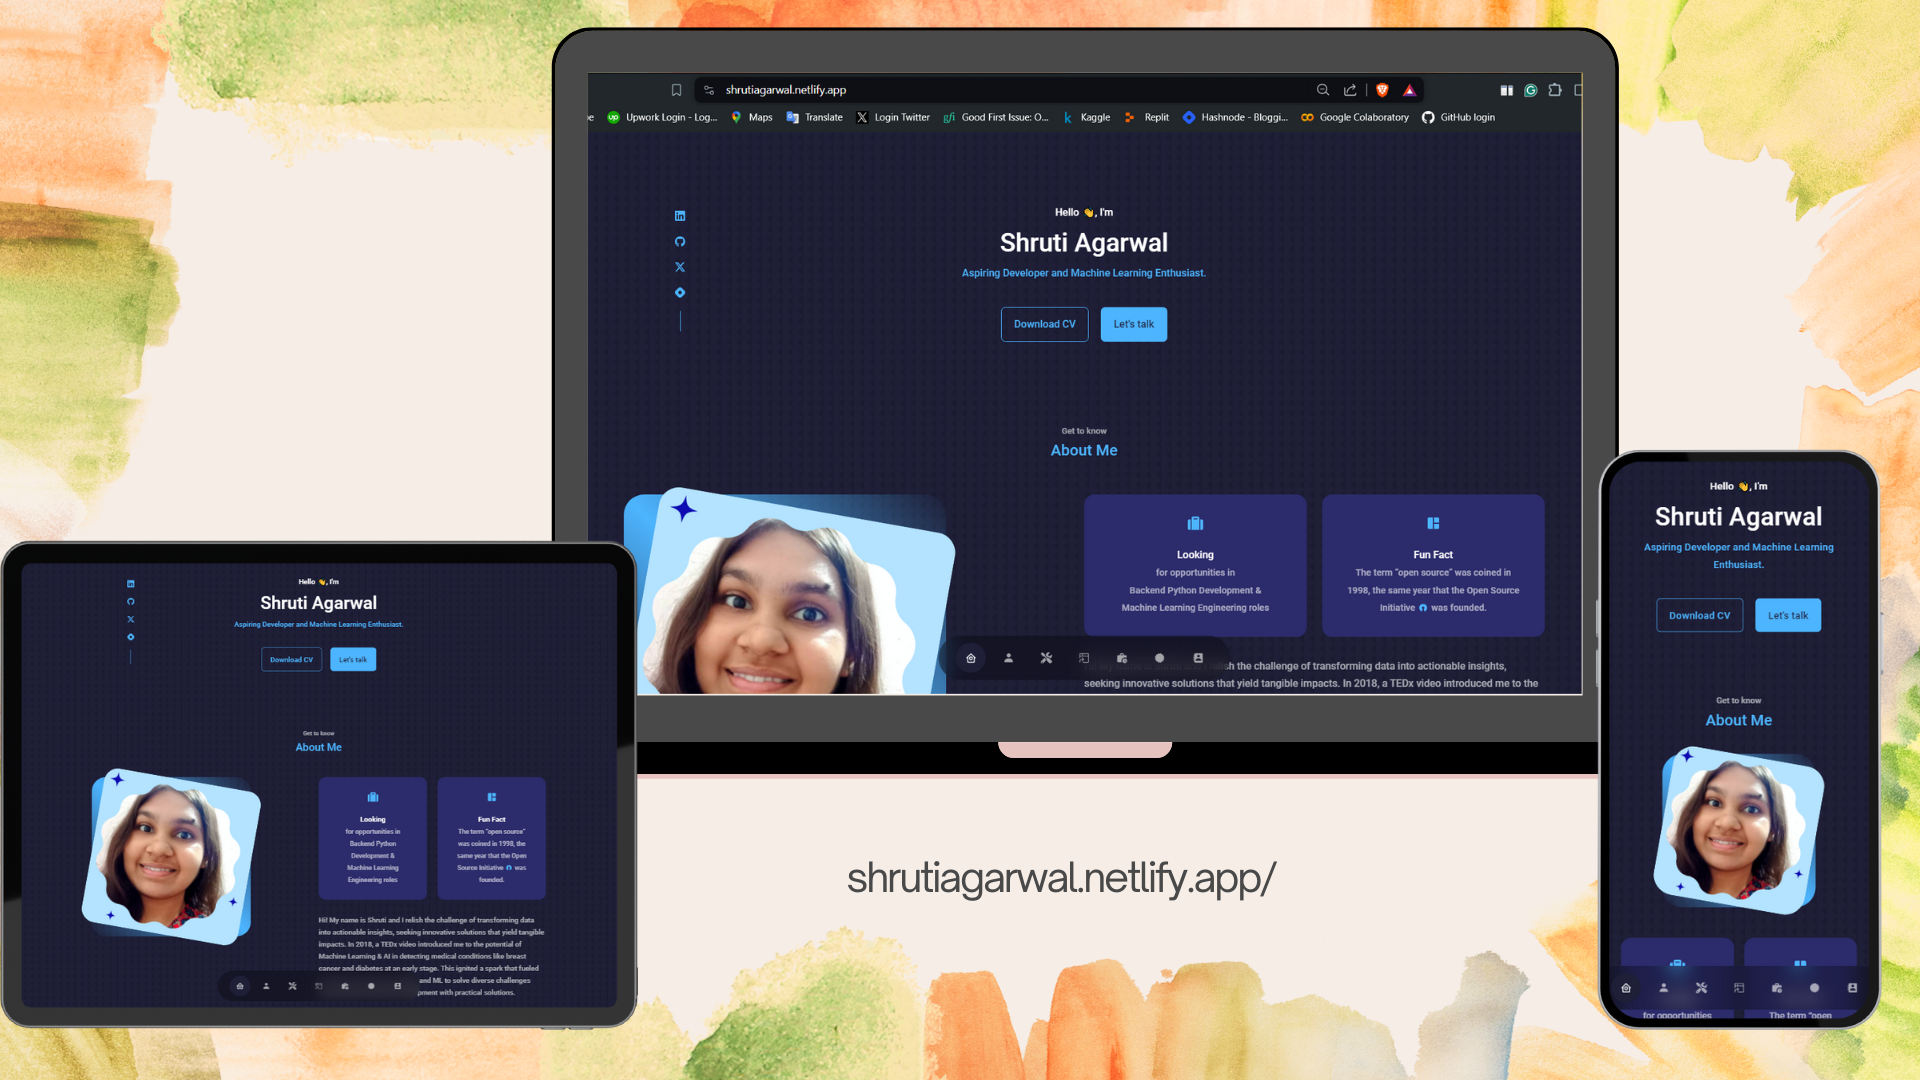 shrutiagarwal.netlify.app
Upwork Login - Log...
Maps
Translate
Login Twitter
gfi
Good First Issue: O...
Kaggle
Replit
Hashnode - Bloggi...
Google Colaboratory
GitHub login
Hello 👋, I'm
Shruti Agarwal
Aspiring Developer and Machine Learning Enthusiast.
Download CV
Let's talk
Get to know
About Me
Looking
for opportunities in
Backend Python Development &
Machine Learning Engineering roles
Fun Fact
The term “open source” was coined in
1998, the same year that the Open Source
Initiative was founded.
the challenge of transforming data into actionable insights,
seeking innovative solutions that yield tangible impacts. In 2018, a TEDx video introduced me to the
Hello 👋, I'm
Shruti Agarwal
Aspiring Developer and Machine Learning Enthusiast.
Download CV
Let's talk
Get to know
About Me
Looking
for opportunities in
Backend Python
Development &
Machine Learning
Engineering roles
Fun Fact
The term “open source”
was coined in 1998, the
same year that the Open
Source Initiative was
founded.
Hi! My name is Shruti and I relish the challenge of transforming data
into actionable insights, seeking innovative solutions that yield tangible
impacts. In 2018, a TEDx video introduced me to the potential of
Machine Learning & AI in detecting medical conditions like breast
cancer and diabetes at an early stage. This ignited a spark that fueled
and ML to solve diverse challenges
with practical solutions.
Hello 👋, I'm
Shruti Agarwal
Aspiring Developer and Machine Learning
Enthusiast.
Download CV
Let's talk
Get to know
About Me
for opportunities
The term “open
shrutiagarwal.netlify.app/